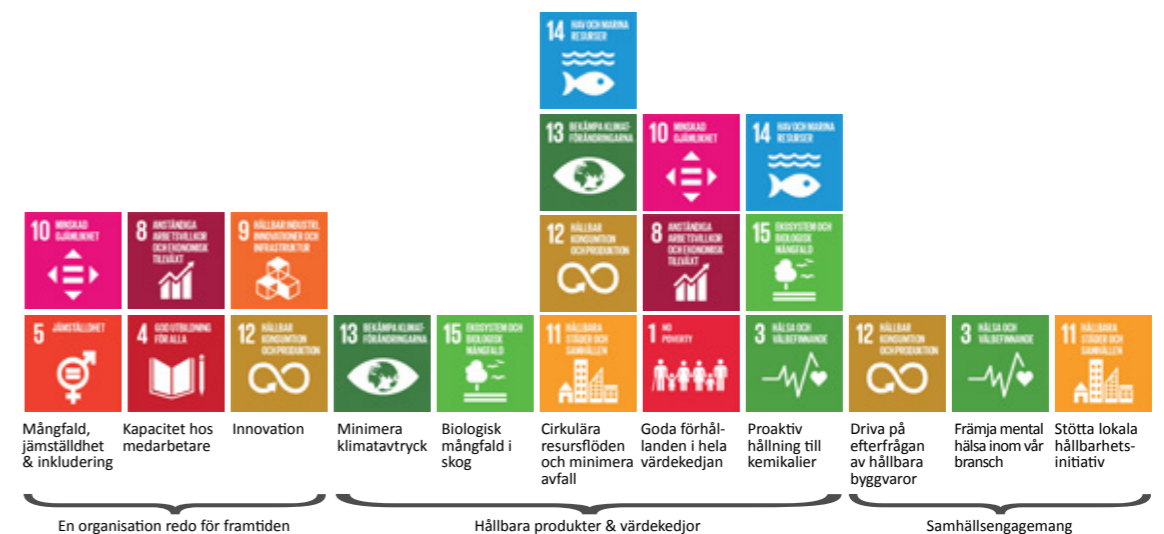 14 HAV OCH MARINA
RESURSER
13 BEKÄMPA KLIMAT-
FÖRÄNDRINGARNA
10 MINSKAD
OJÄMLIKHET
14 HAV OCH MARINA
RESURSER
10 MINSKAD
OJÄMLIKHET
8 ANSTÄNDIGA
ARBETSVILLKOR
OCH EKONOMISK
TILLVÄXT
9 HÅLLBAR INDUSTRI,
INNOVATIONER OCH
INFRASTRUKTUR
12 HÅLLBAR
KONSUMTION
OCH PRODUKTION
8 ANSTÄNDIGA
ARBETSVILLKOR
OCH EKONOMISK
TILLVÄXT
15 EKOSYSTEM OCH
BIOLOGISK
MÅNGFALD
5 JÄMSTÄLLDHET
4 GOD UTBILDNING
FÖR ALLA
12 HÅLLBAR
KONSUMTION
OCH PRODUKTION
13 BEKÄMPA KLIMAT-
FÖRÄNDRINGARNA
15 EKOSYSTEM OCH
BIOLOGISK
MÅNGFALD
11 HÅLLBARA
STÄDER OCH
SAMHÄLLEN
1 NO
POVERTY
3 HÄLSA OCH
VÄLBEFINNANDE
12 HÅLLBAR
KONSUMTION
OCH PRODUKTION
3 HÄLSA OCH
VÄLBEFINNANDE
11 HÅLLBARA
STÄDER OCH
SAMHÄLLEN
Mångfald,
jämställdhet
& inkludering
Kapacitet hos
medarbetare
Innovation
Minimera
klimatavtryck
Biologisk
mångfald i
skog
Cirkulära
resursflöden
och minimera
avfall
Goda förhål-
landen i hela
värdekedjan
Proaktiv
hållning till
kemikalier
Driva på
efterfrågan
av hållbara
byggvaror
Främja mental
hälsa inom vår
bransch
Stötta lokala
hållbarhets-
initiativ
En organisation redo för framtiden
Hållbara produkter & värdekedjor
Samhällsengagemang